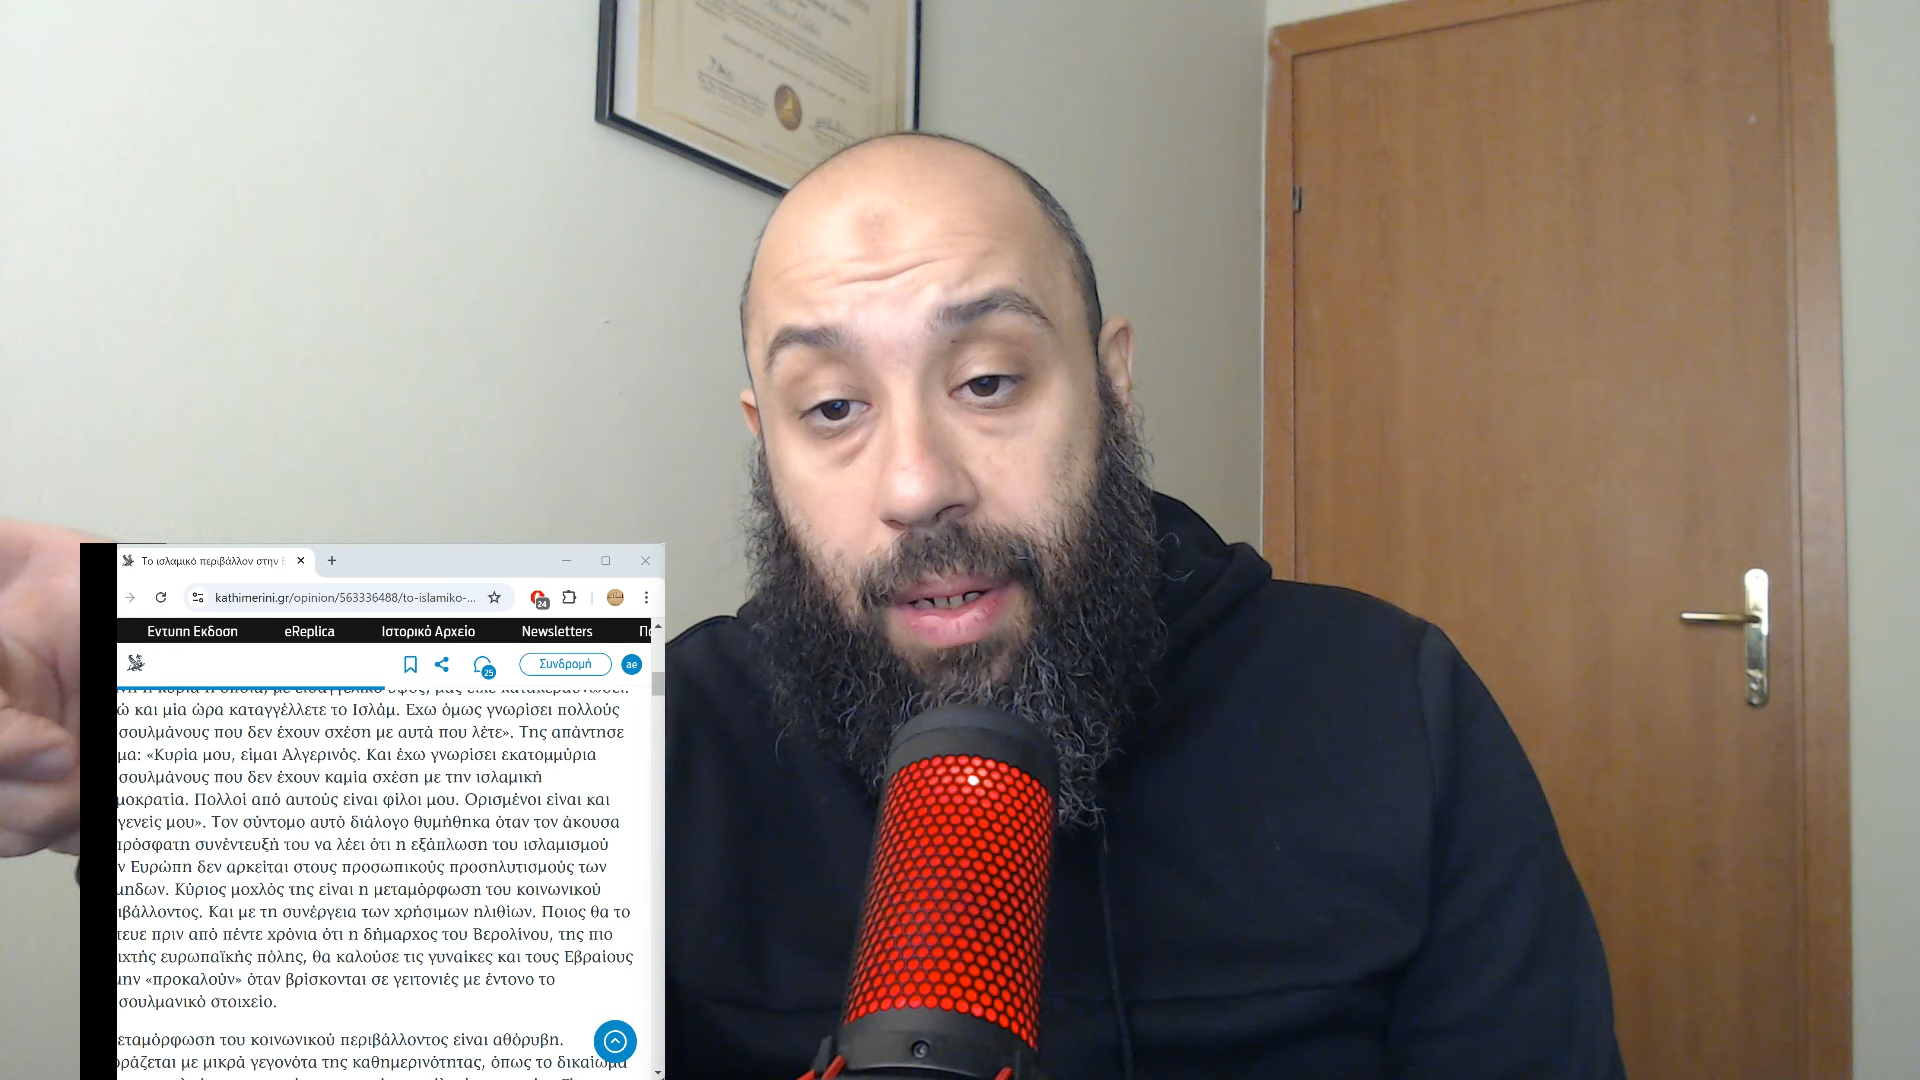 Το ισλαμικό περιβάλλον στην Ε
kathimerini.gr/opinion/563336488/to-islamiko-...
24
Εντυπη Εκδοση eReplica Ιστορικό Αρχείο Newsletters
25 Συνδρομή ae
ώ και μία ώρα καταγγέλλετε το Ισλάμ. Εχω όμως γνωρίσει πολλούς
σουλμάνους που δεν έχουν σχέση με αυτά που λέτε». Της απάντησε
μα: «Κυρία μου, είμαι Αλγερινός. Και έχω γνωρίσει εκατομμύρια
σουλμάνους που δεν έχουν καμία σχέση με την ισλαμική
μοκρατία. Πολλοί από αυτούς είναι φίλοι μου. Ορισμένοι είναι και
γενείς μου». Τον σύντομο αυτό διάλογο θυμήθηκα όταν τον άκουσα
πρόσφατη συνέντευξή του να λέει ότι η εξάπλωση του ισλαμισμού
ν Ευρώπη δεν αρκείται στους προσωπικούς προσηλυτισμούς των
μηδων. Κύριος μοχλός της είναι η μεταμόρφωση του κοινωνικού
ιβάλλοντος. Και με τη συνέργεια των χρήσιμων ηλιθίων. Ποιος θα το
τευε πριν από πέντε χρόνια ότι η δήμαρχος του Βερολίνου, της πιο
ιχτής ευρωπαϊκής πόλης, θα καλούσε τις γυναίκες και τους Εβραίους
μην «προκαλούν» όταν βρίσκονται σε γειτονιές με έντονο το
σουλμανικό στοιχείο.
εταμόρφωση του κοινωνικού περιβάλλοντος είναι αθόρυβη.
ράζεται με μικρά γεγονότα της καθημερινότητας, όπως το δικαίωμα